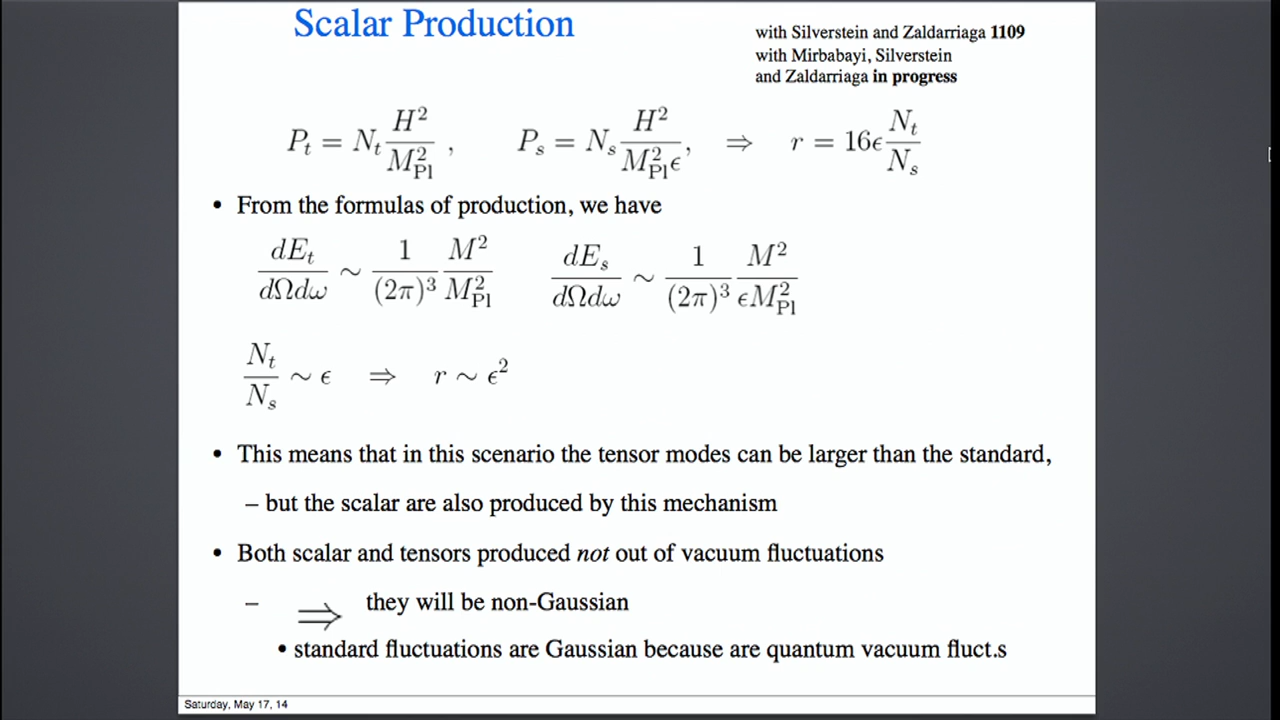 Scalar Production
with Silverstein and Zaldarriaga 1109
with Mirbabayi, Silverstein
and Zaldarriaga in progress
P_t = N_t H^2 / M_Pl^2 , P_s = N_s H^2 / (M_Pl^2 ϵ), ⇒ r = 16ϵ N_t / N_s
• From the formulas of production, we have
dE_t / (dΩdω) ∼ 1 / (2π)^3 M^2 / M_Pl^2 dE_s / (dΩdω) ∼ 1 / (2π)^3 M^2 / (ϵM_Pl^2)
N_t / N_s ∼ ϵ ⇒ r ∼ ϵ^2
• This means that in this scenario the tensor modes can be larger than the standard,
– but the scalar are also produced by this mechanism
• Both scalar and tensors produced not out of vacuum fluctuations
– ⇒ they will be non-Gaussian
• standard fluctuations are Gaussian because are quantum vacuum fluct.s
Saturday, May 17, 14